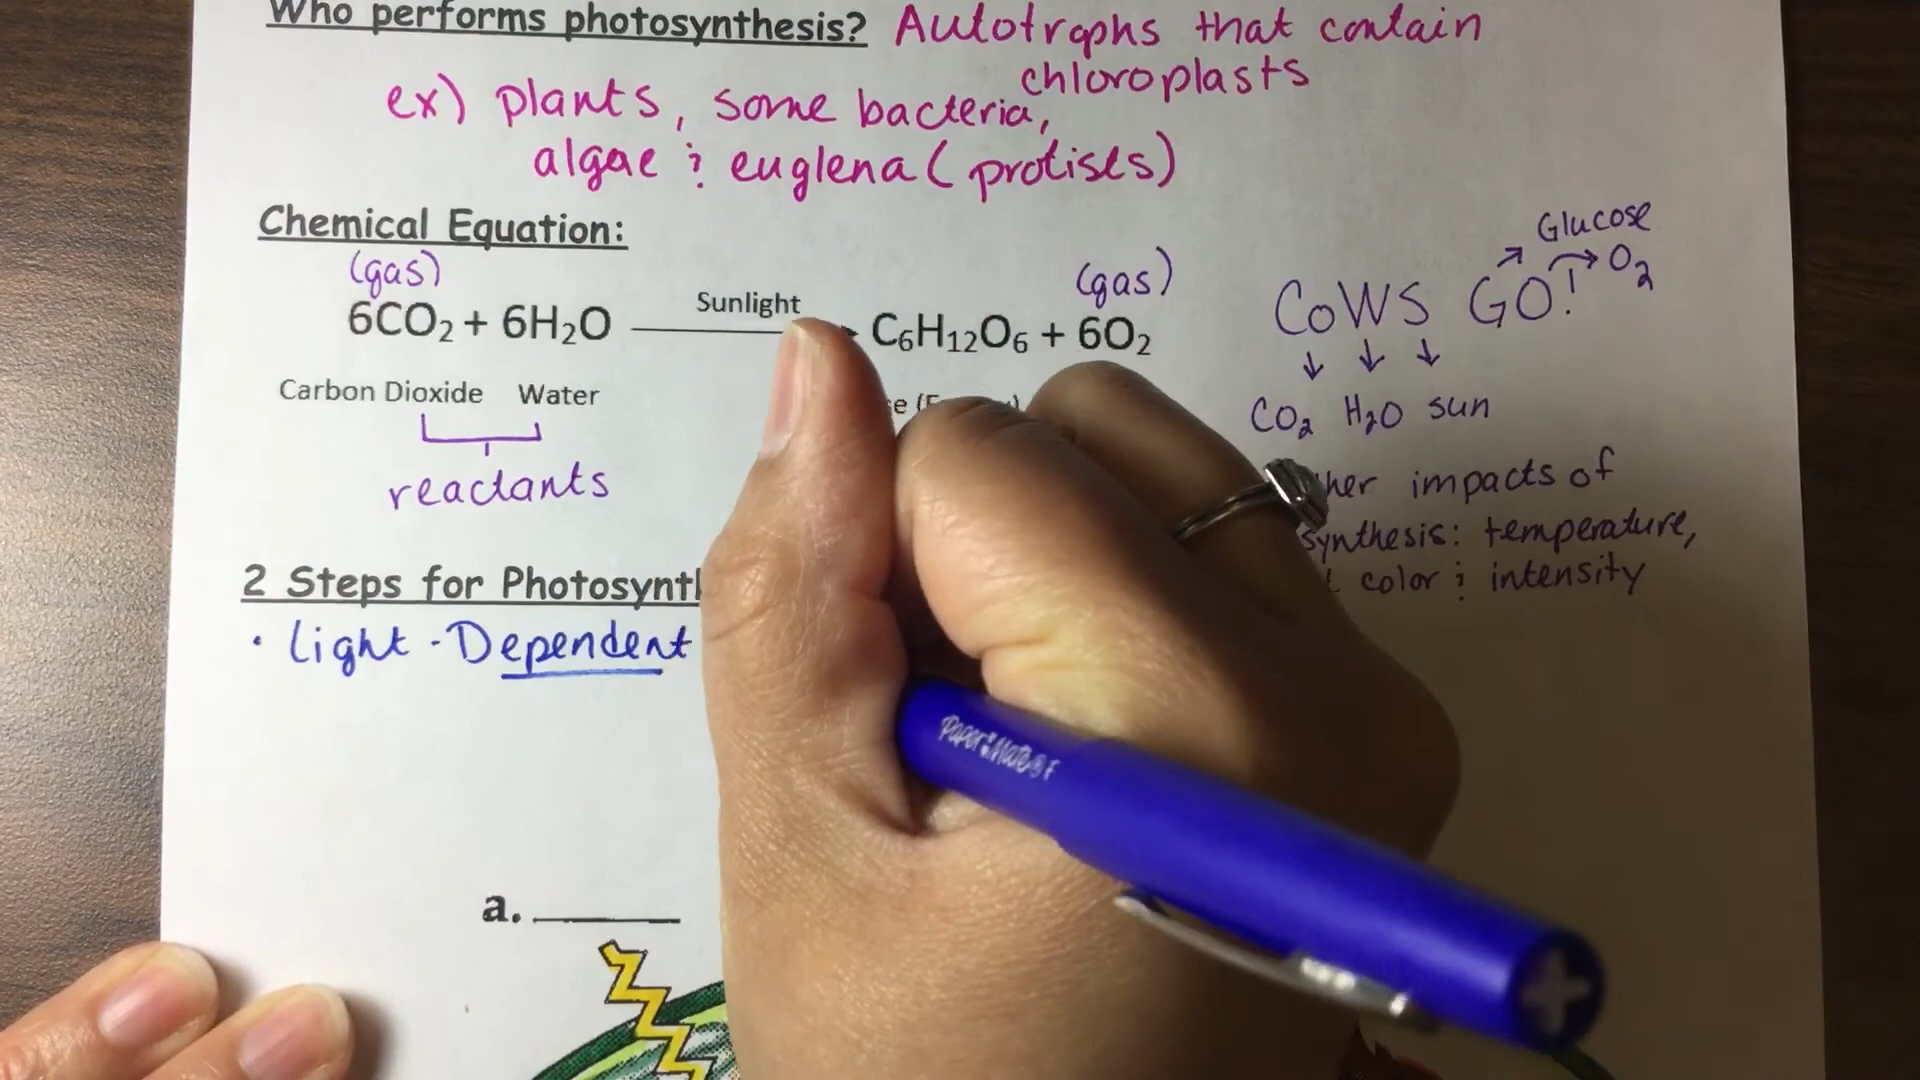 Who performs photosynthesis? Autotrophs that contain
chloroplasts
ex) plants, some bacteria,
algae & euglena (protists)
Chemical Equation:
(gas) (gas)
Sunlight
6CO₂ + 6H₂O C₆H₁₂O₆ + 6O₂
Carbon Dioxide Water
reactants
Glucose
CoWS GO! O₂
CO₂ H₂O sun
impacts of
synthesis: temperature,
color & intensity
2 Steps for
• Light-Dependent
Paper:Mate® F
a.